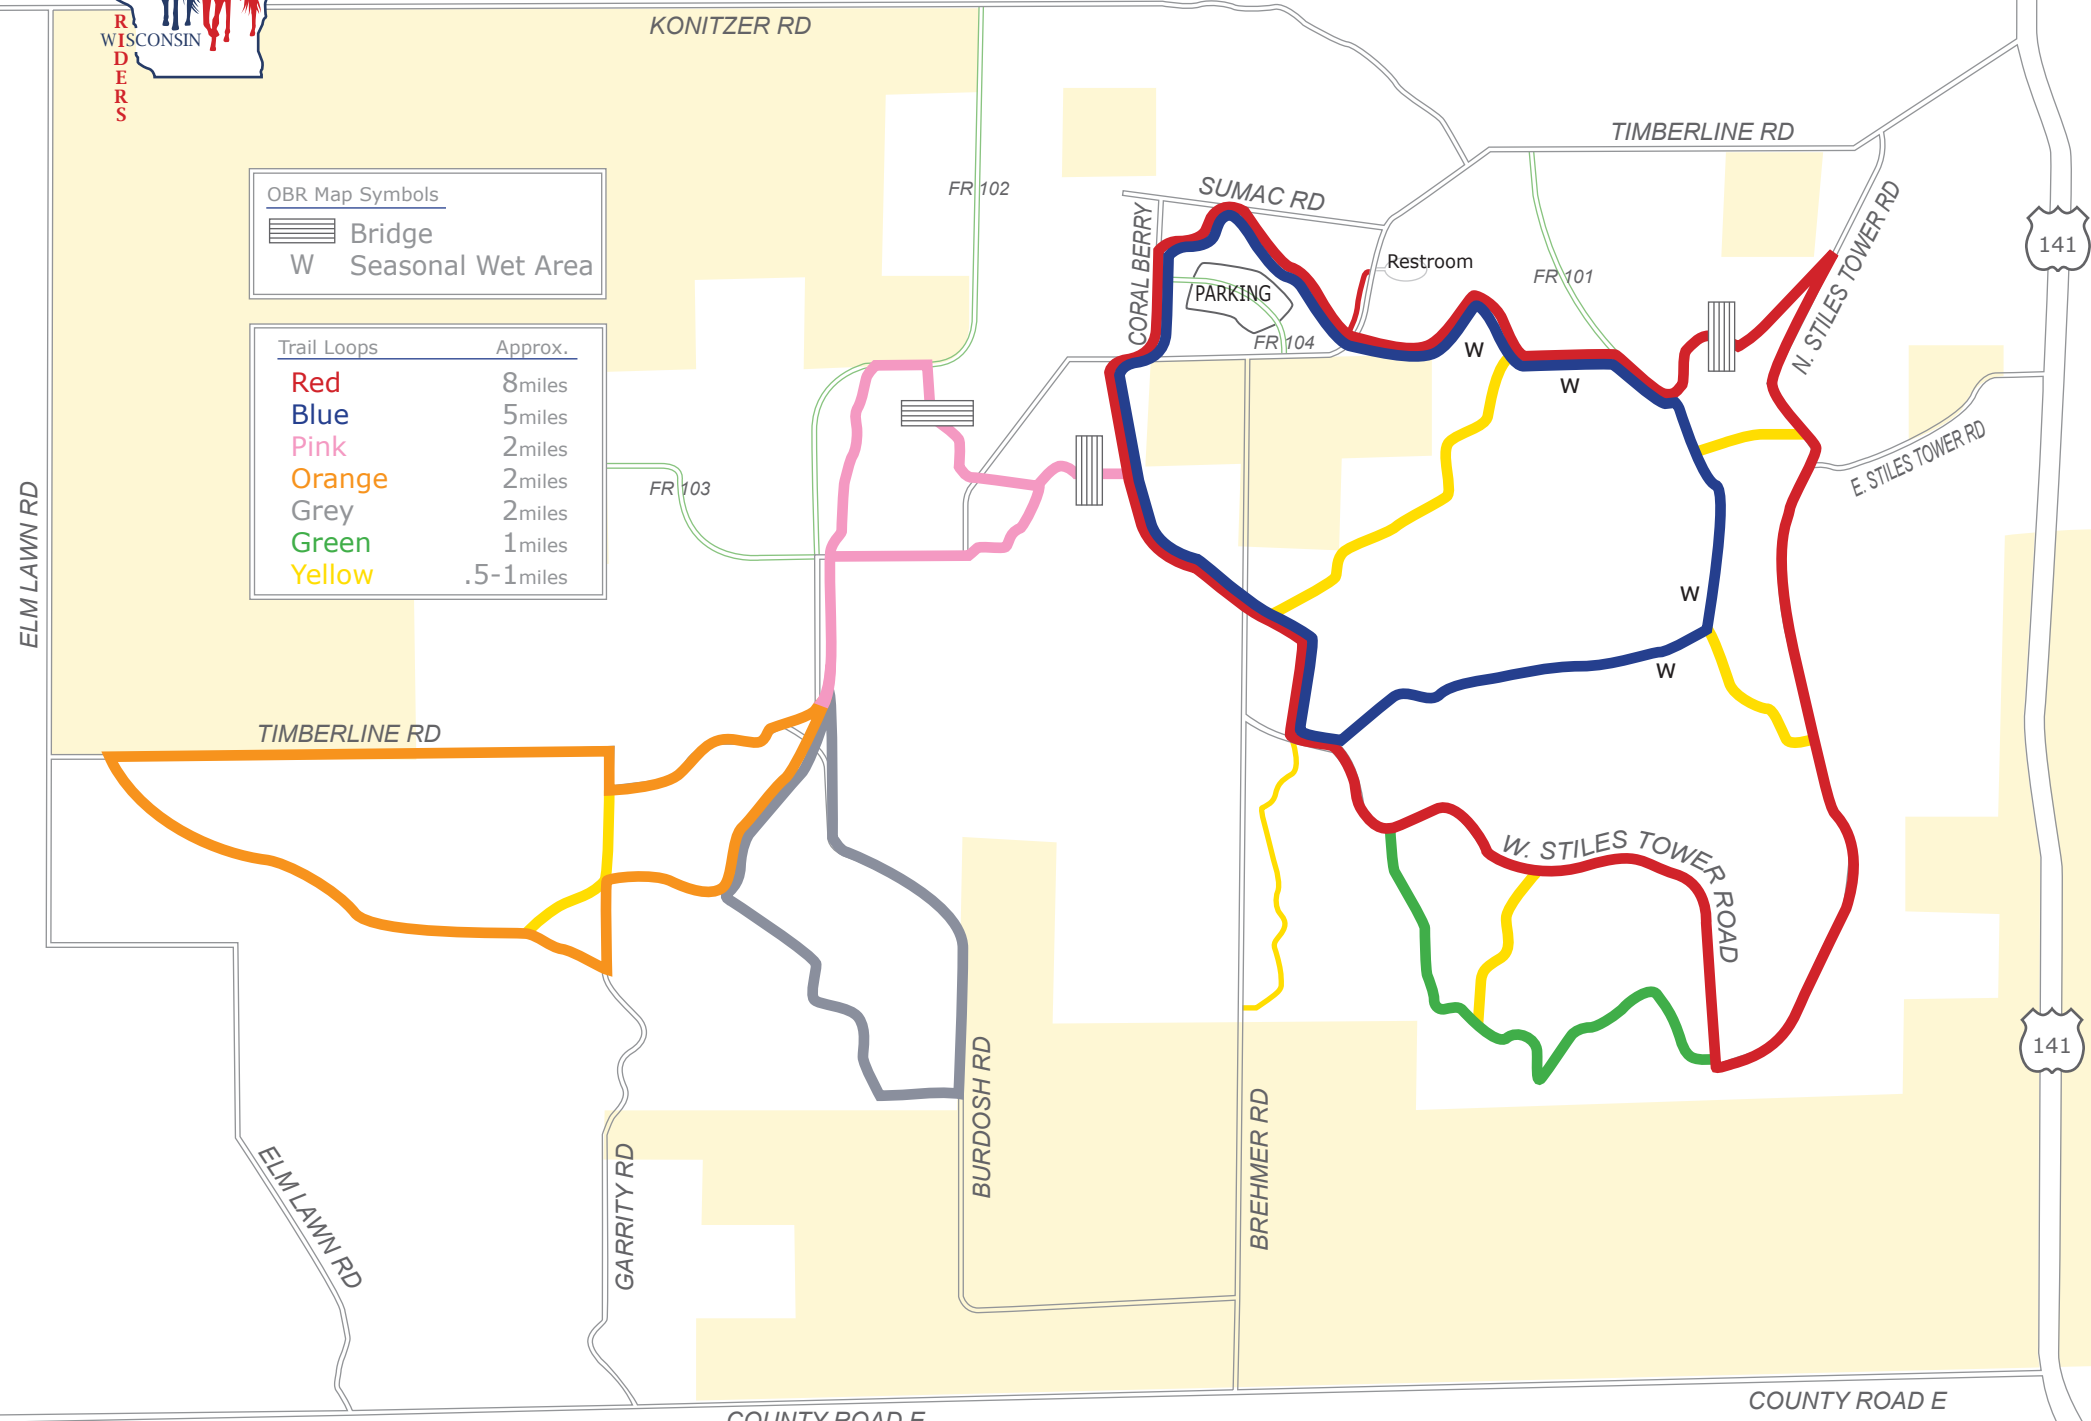 RIDERS
WISCONSIN
KONITZER RD
TIMBERLINE RD
FR 102
SUMAC RD
CORAL BERRY
N. STILES TOWER RD
141
OBR Map Symbols
Bridge
W Seasonal Wet Area
Restroom
FR 101
PARKING
FR 104
W
W
Trail Loops Approx.
Red 8miles
Blue 5miles
Pink 2miles
Orange 2miles
Grey 2miles
Green 1miles
Yellow .5-1miles
FR 103
E. STILES TOWER RD
ELM LAWN RD
W
W
TIMBERLINE RD
W. STILES TOWER ROAD
141
BURDOSH RD
BREHMER RD
GARRITY RD
ELM LAWN RD
COUNTY ROAD E
COUNTY ROAD E